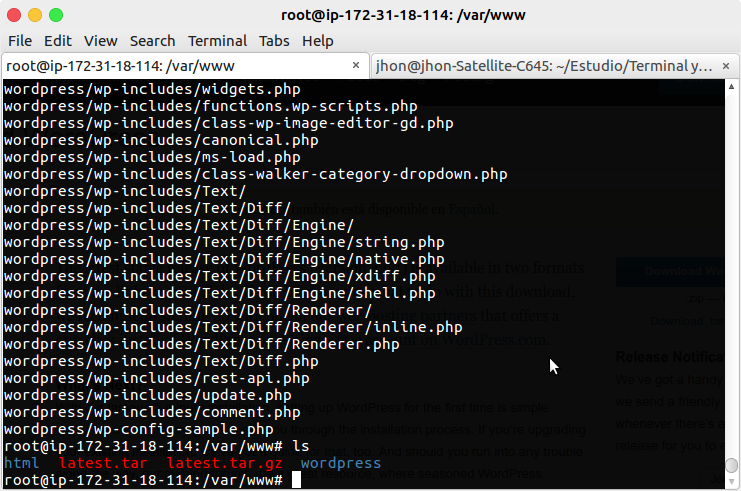 root@ip-172-31-18-114: /var/www
File Edit View Search Terminal Tabs Help
root@ip-172-31-18-114: /var/www × jhon@jhon-Satellite-C645: ~/Estudio/Terminal y... ×
wordpress/wp-includes/widgets.php
wordpress/wp-includes/functions.wp-scripts.php
wordpress/wp-includes/class-wp-image-editor-gd.php
wordpress/wp-includes/canonical.php
wordpress/wp-includes/ms-load.php
wordpress/wp-includes/class-walker-category-dropdown.php
wordpress/wp-includes/Text/
wordpress/wp-includes/Text/Diff/
wordpress/wp-includes/Text/Diff/Engine/
wordpress/wp-includes/Text/Diff/Engine/string.php
wordpress/wp-includes/Text/Diff/Engine/native.php
wordpress/wp-includes/Text/Diff/Engine/xdiff.php
wordpress/wp-includes/Text/Diff/Engine/shell.php
wordpress/wp-includes/Text/Diff/Renderer/
wordpress/wp-includes/Text/Diff/Renderer/inline.php
wordpress/wp-includes/Text/Diff/Renderer.php
wordpress/wp-includes/Text/Diff.php
wordpress/wp-includes/rest-api.php
wordpress/wp-includes/update.php
wordpress/wp-includes/comment.php
wordpress/wp-config-sample.php
root@ip-172-31-18-114:/var/www# ls
html latest.tar latest.tar.gz wordpress
root@ip-172-31-18-114:/var/www#